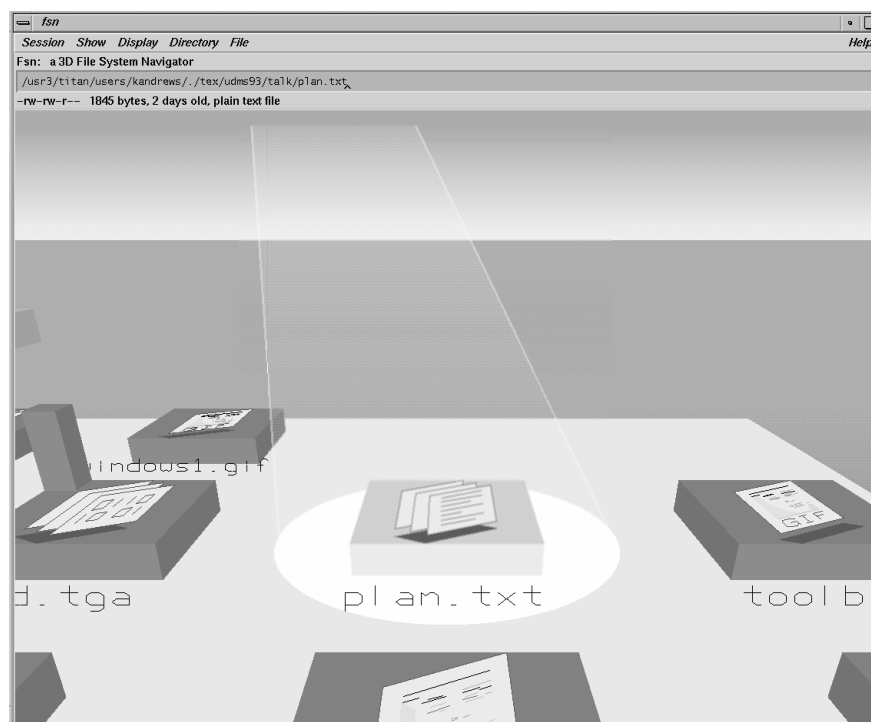 fsn
Session Show Display Directory File Help
Fsn: a 3D File System Navigator
/usr3/titan/users/kandrews/./tex/udms93/talk/plan.txt
-rw-rw-r-- 1845 bytes, 2 days old, plain text file
windows1.gif
GIF
d.tga
plan.txt
toolb